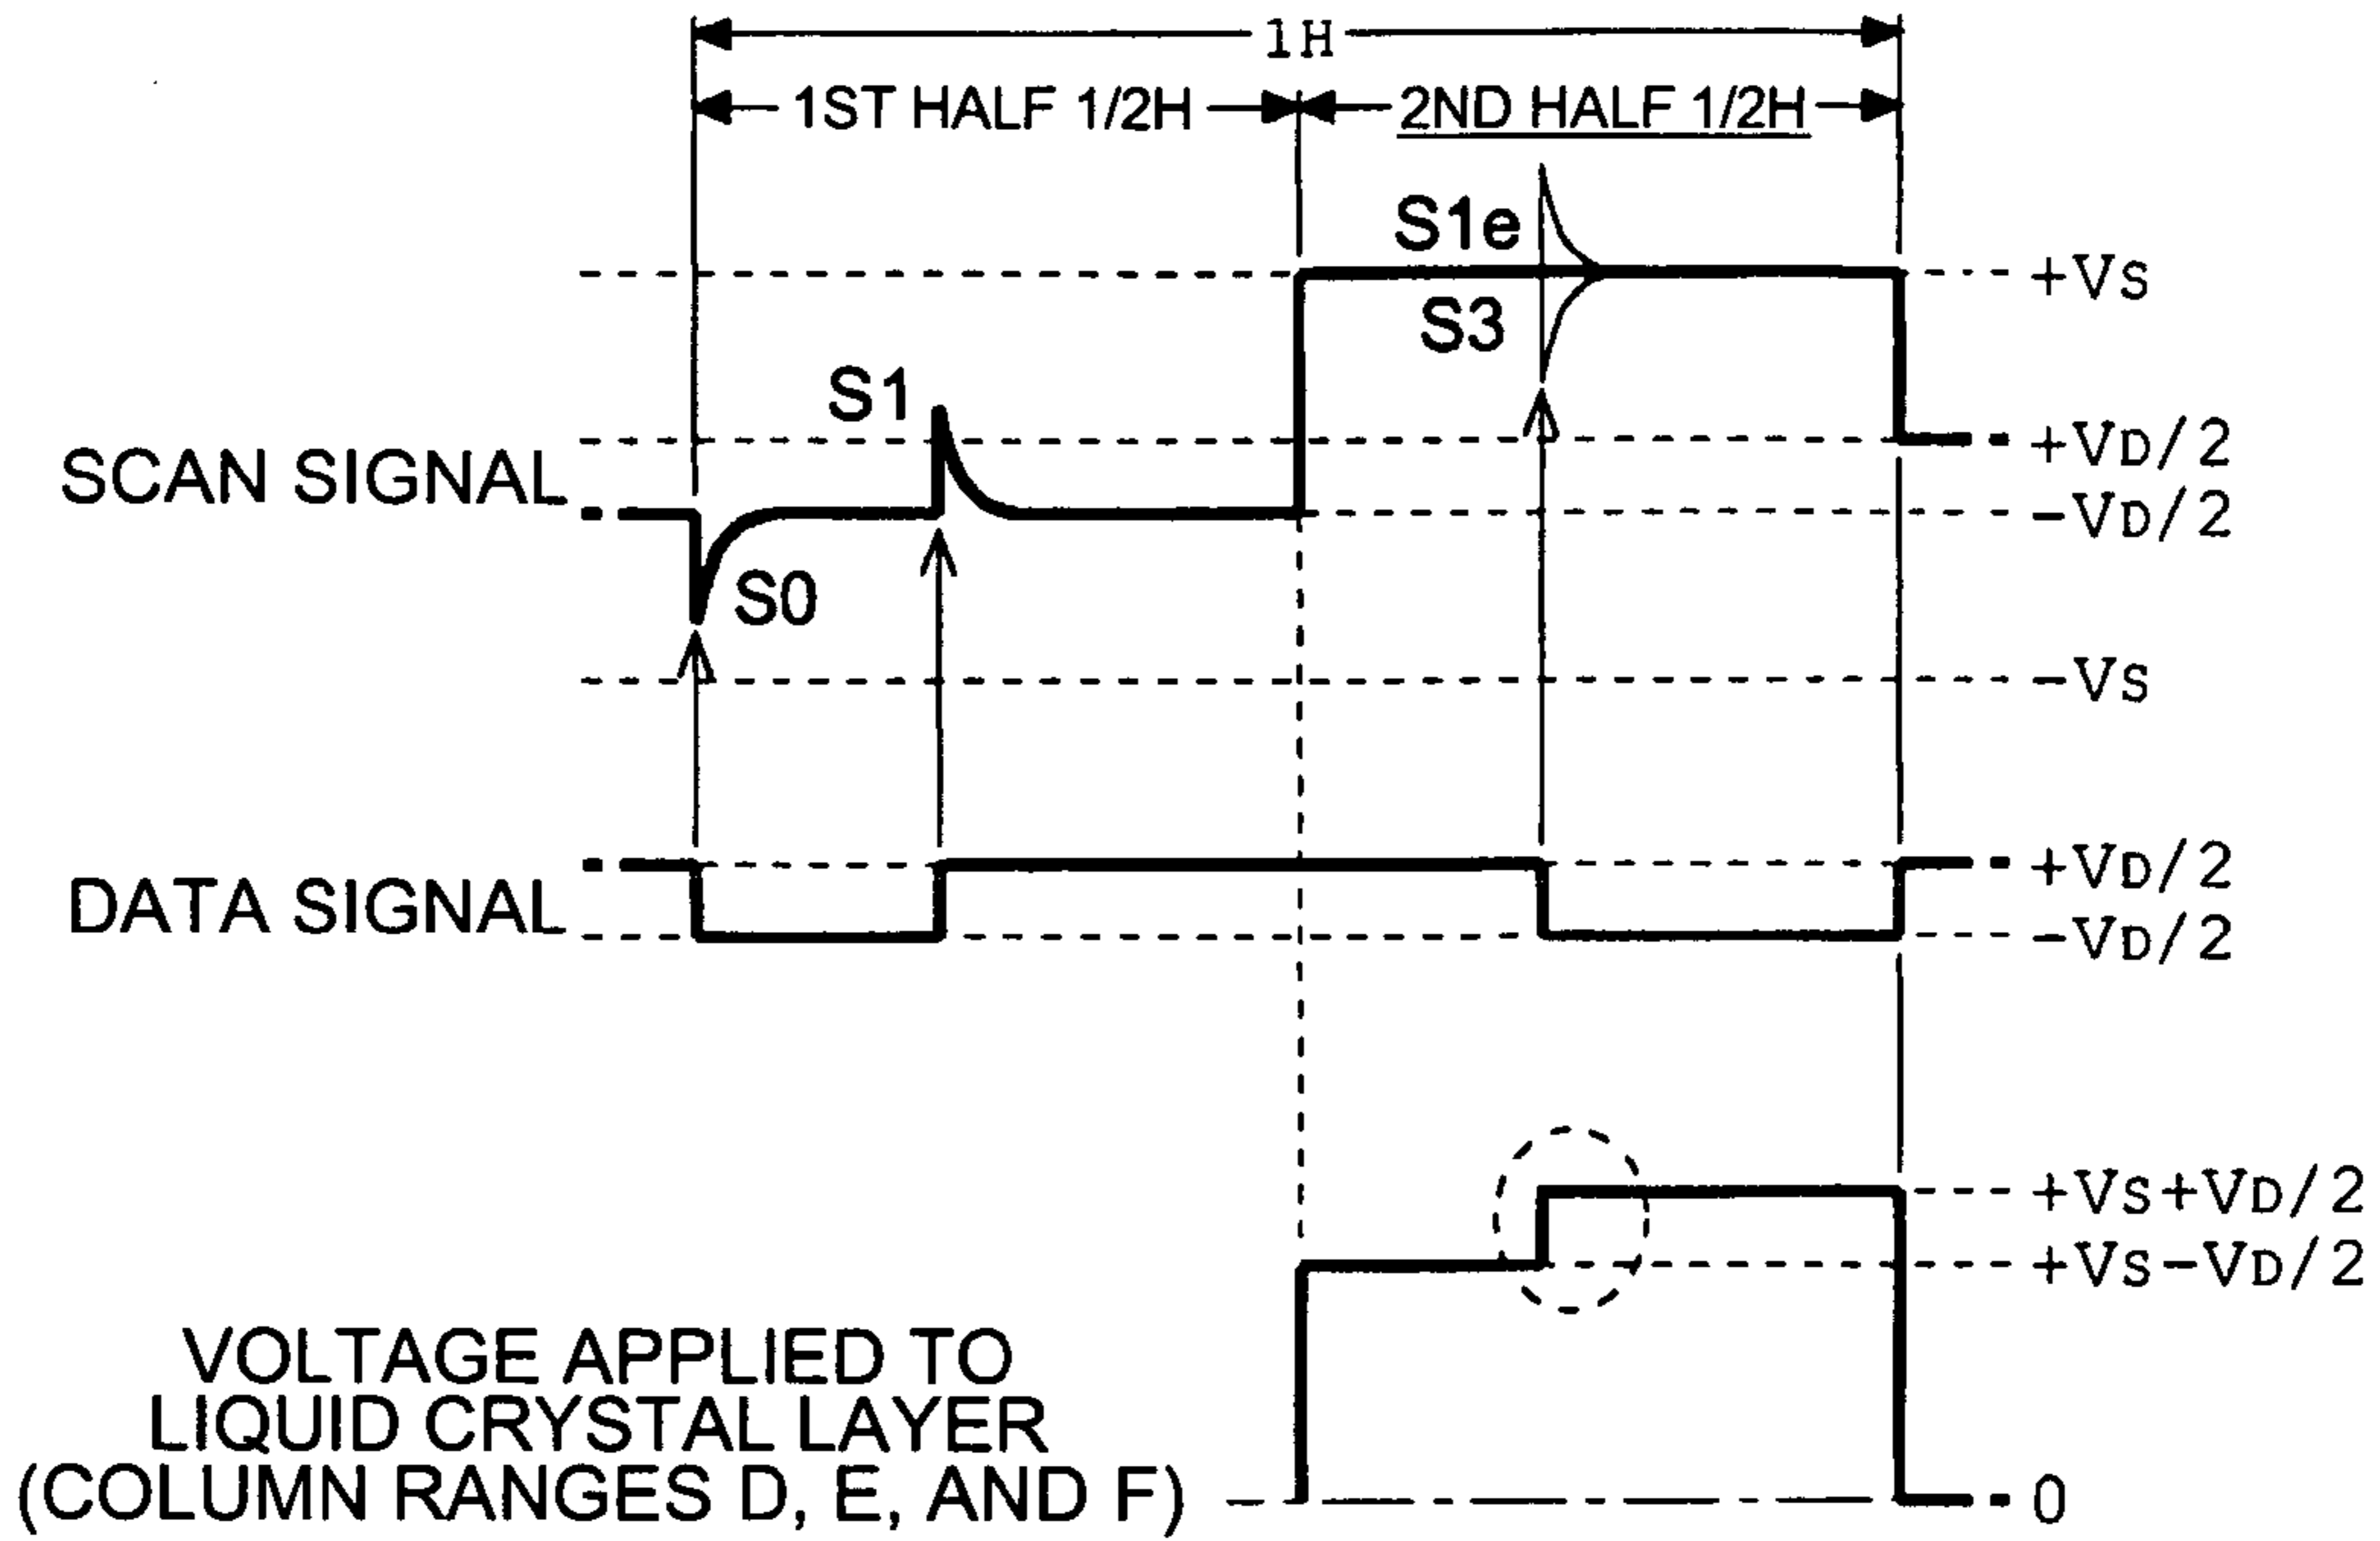 1H
1ST HALF 1/2H 2ND HALF 1/2H
S1e
+VS
S3
S1
+VD/2
SCAN SIGNAL
-VD/2
S0
-VS
+VD/2
DATA SIGNAL
-VD/2
+VS+VD/2
+VS-VD/2
VOLTAGE APPLIED TO
LIQUID CRYSTAL LAYER
(COLUMN RANGES D, E, AND F)
0